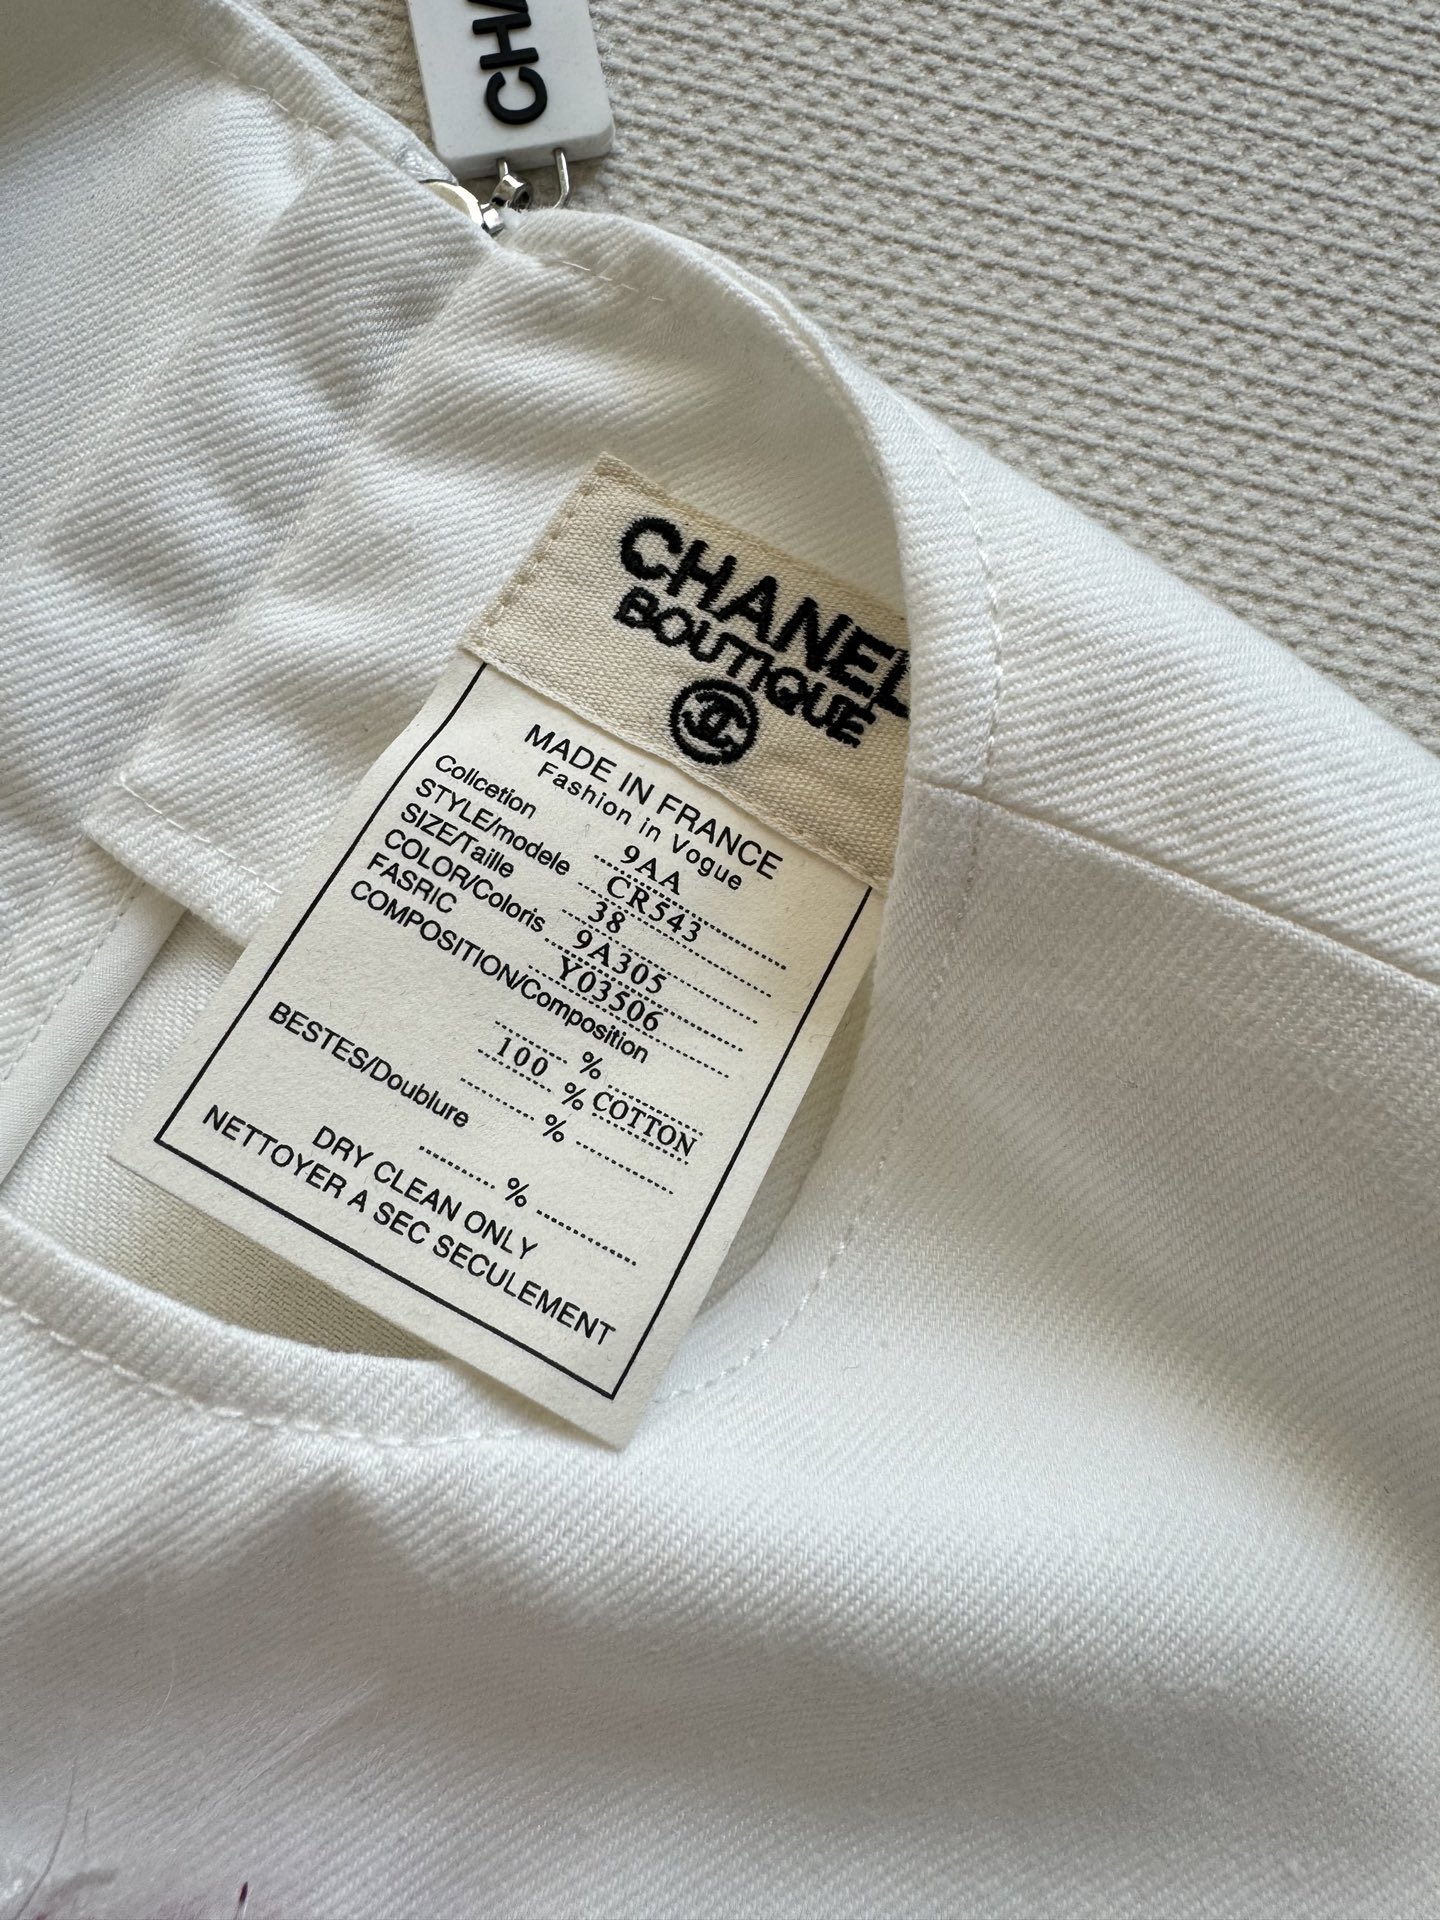 CHA
CHANEL
BOUTIQUE
MADE IN FRANCE
Fashion in Vogue
Collcetion 9AA
STYLE/modele CR543
SIZE/Taille 38
COLOR/Coloris 9A305
FASRIC Y03506
COMPOSITION/Composition
%
100 % COTTON
%
BESTES/Doublure
%
DRY CLEAN ONLY
NETTOYER A SEC SECULEMENT